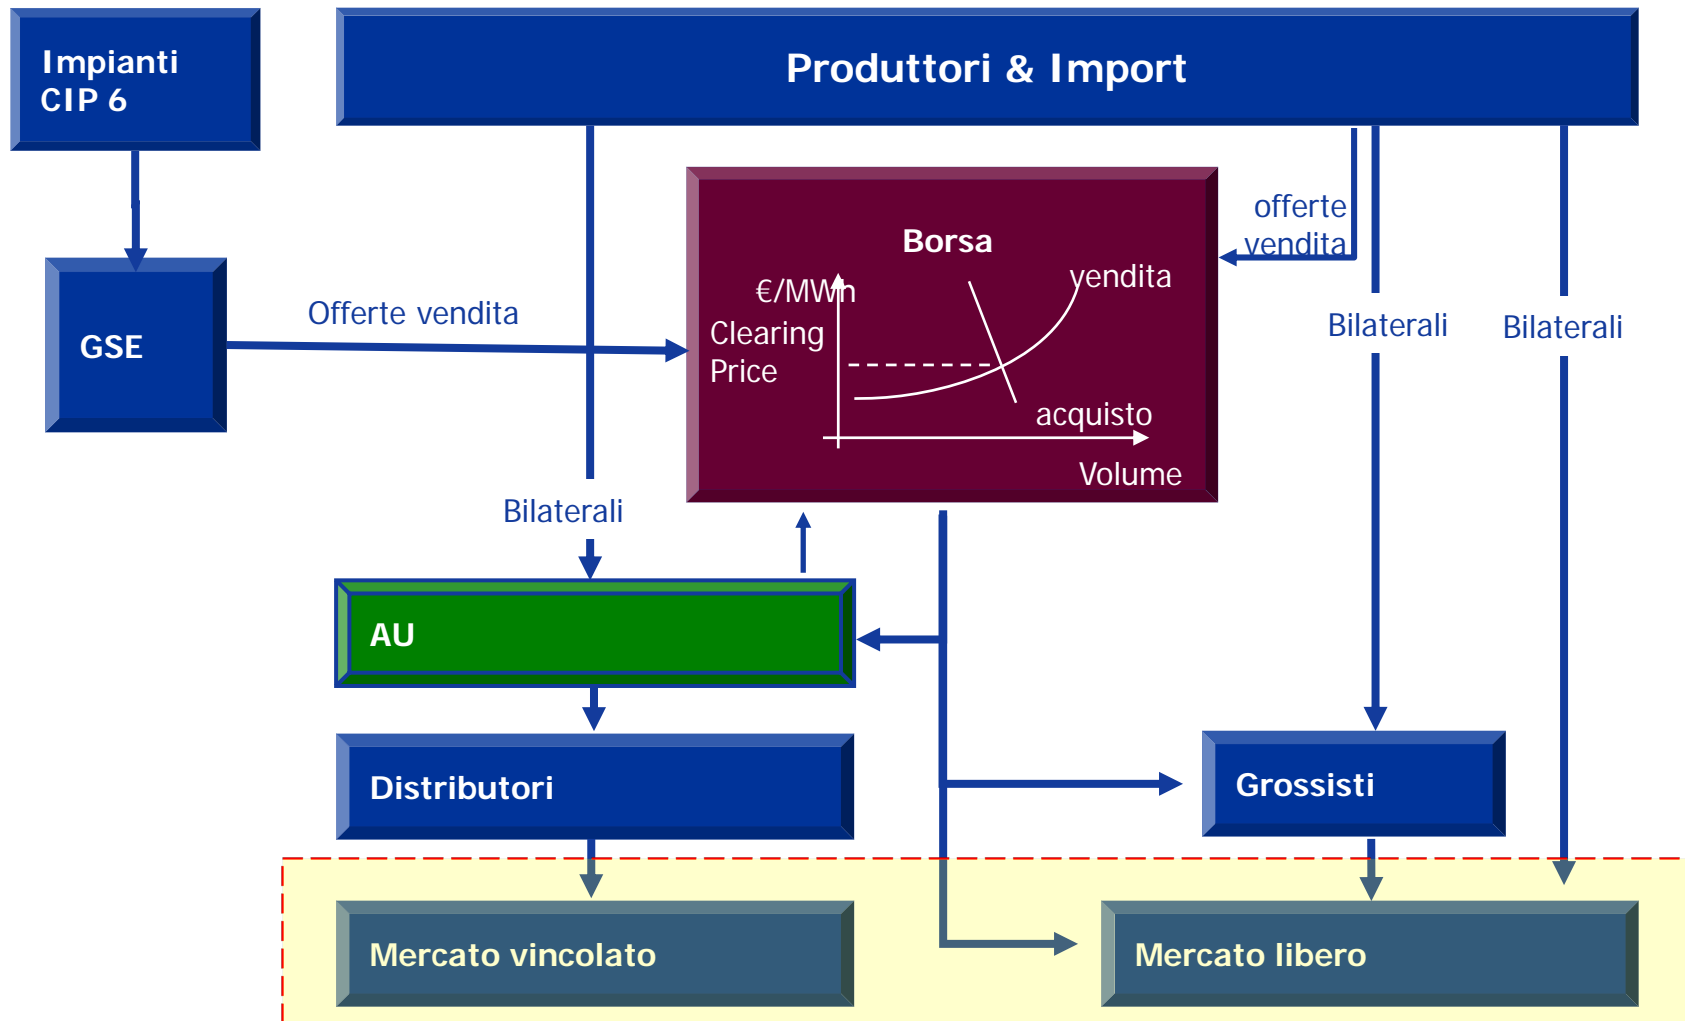 Impianti
CIP 6
Produttori & Import
offerte
vendita
Borsa
vendita
€/MWh
Clearing
Price
acquisto
Volume
GSE
Offerte vendita
Bilaterali
Bilaterali
Bilaterali
AU
Distributori
Grossisti
Mercato vincolato
Mercato libero